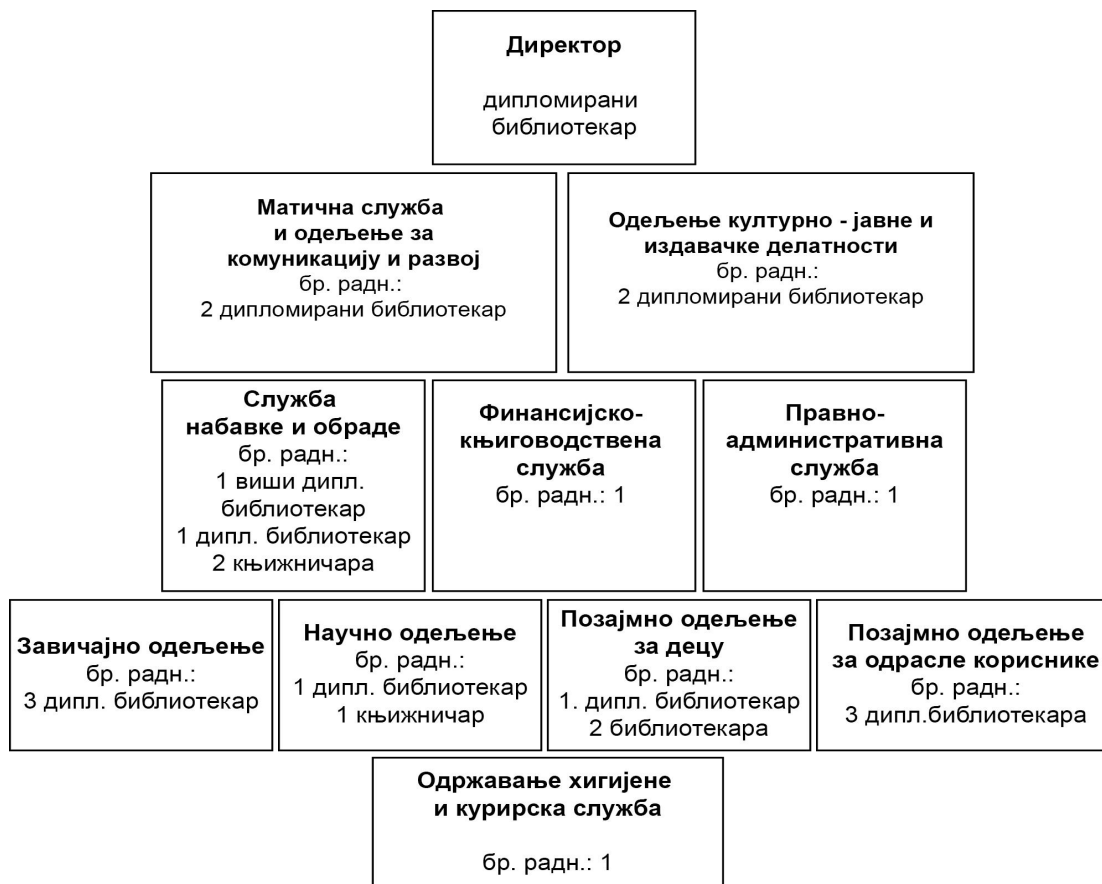 Директор
дипломирани
библиотекар
Матична служба
и одељење за
комуникацију и развој
бр. радн.:
2 дипломирани библиотекар
Одељење културно - јавне и
издавачке делатности
бр. радн.:
2 дипломирани библиотекар
Служба
набавке и обраде
бр. радн.:
1 виши дипл.
библиотекар
1 дипл. библиотекар
2 књижничара
Финансијско-
књиговодствена
служба
бр. радн.: 1
Правно-
административна
служба
бр. радн.: 1
Завичајно одељење
бр. радн.:
3 дипл. библиотекар
Научно одељење
бр. радн.:
1 дипл. библиотекар
1 књижничар
Позајмно одељење
за децу
бр. радн.:
1. дипл. библиотекар
2 библиотекара
Позајмно одељење
за одрасле кориснике
бр. радн.:
3 дипл.библиотекара
Одржавање хигијене
и курирска служба
бр. радн.: 1